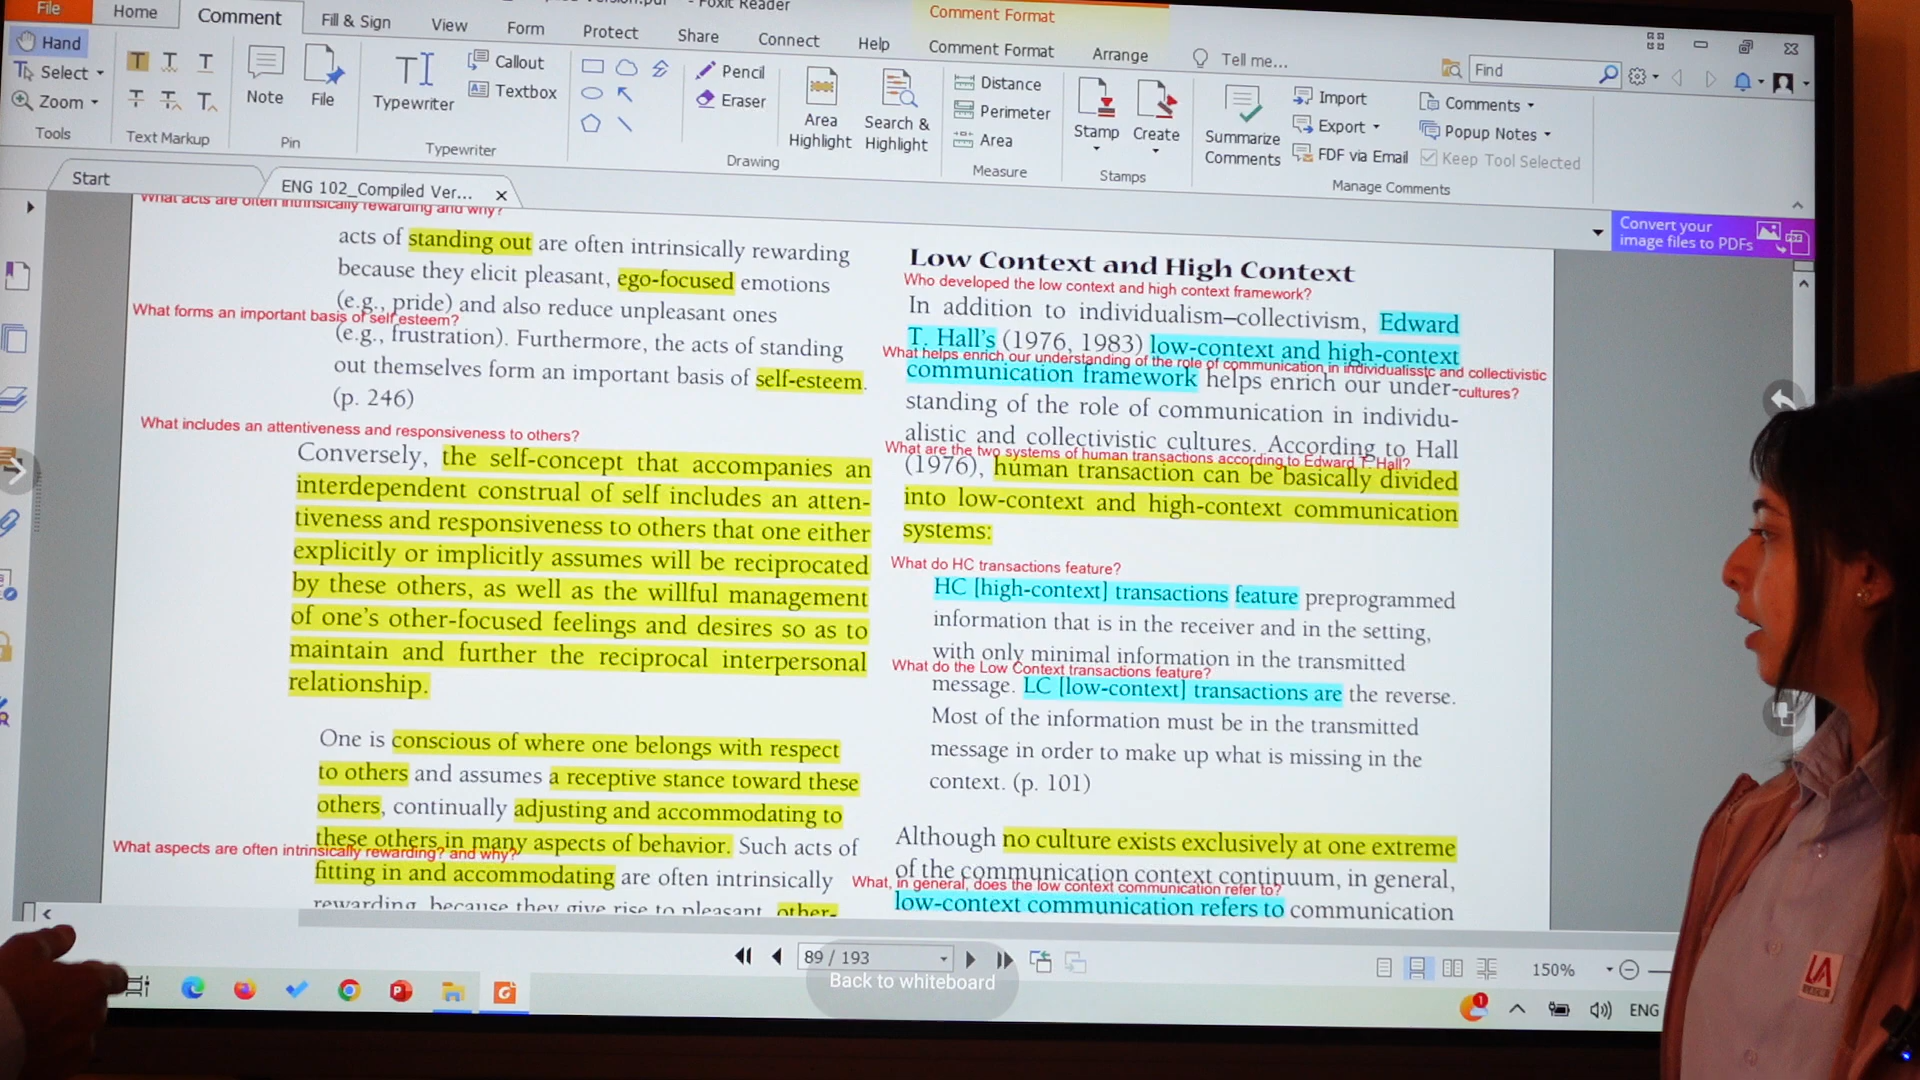 File
Home
Comment
Fill & Sign
View
Form
Protect
Share
Connect
Help
Comment Format
Comment Format
Arrange
Tell me...
Find
- Foxit Reader
Hand
Select
Zoom
Tools
Text Markup
Note
File
Pin
Typewriter
Callout
Textbox
Typewriter
Pencil
Eraser
Area
Highlight
Search &
Highlight
Drawing
Distance
Perimeter
Area
Measure
Stamp
Create
Stamps
Summarize
Comments
Import
Export
FDF via Email
Comments
Popup Notes
Keep Tool Selected
Manage Comments
Start
ENG 102_Compiled Ver...
Convert your
image files to PDFs
What acts are often intrinsically rewarding and why?
acts of standing out are often intrinsically rewarding
because they elicit pleasant, ego-focused emotions
(e.g., pride) and also reduce unpleasant ones
What forms an important basis of self esteem?
(e.g., frustration). Furthermore, the acts of standing
out themselves form an important basis of self-esteem.
(p. 246)
What includes an attentiveness and responsiveness to others?
Conversely, the self-concept that accompanies an
interdependent construal of self includes an atten-
tiveness and responsiveness to others that one either
explicitly or implicitly assumes will be reciprocated
by these others, as well as the willful management
of one's other-focused feelings and desires so as to
maintain and further the reciprocal interpersonal
relationship.
One is conscious of where one belongs with respect
to others and assumes a receptive stance toward these
others, continually adjusting and accommodating to
these others in many aspects of behavior. Such acts of
What aspects are often intrinsically rewarding? and why?
fitting in and accommodating are often intrinsically
rewarding, because they give rise to pleasant, other-
Low Context and High Context
Who developed the low context and high context framework?
In addition to individualism–collectivism, Edward
T. Hall's (1976, 1983) low-context and high-context
What helps enrich our understanding of the role of communication in individualisstc and collectivistic
communication framework helps enrich our under-
cultures?
standing of the role of communication in individu-
alistic and collectivistic cultures. According to Hall
What are the two systems of human transactions according to Edward T. Hall?
(1976), human transaction can be basically divided
into low-context and high-context communication
systems:
What do HC transactions feature?
HC [high-context] transactions feature preprogrammed
information that is in the receiver and in the setting,
with only minimal information in the transmitted
What do the Low Context transactions feature?
message. LC [low-context] transactions are the reverse.
Most of the information must be in the transmitted
message in order to make up what is missing in the
context. (p. 101)
Although no culture exists exclusively at one extreme
of the communication context continuum, in general,
What, in general, does the low context communication refer to?
low-context communication refers to communication
89 / 193
Back to whiteboard
150%
1
ENG